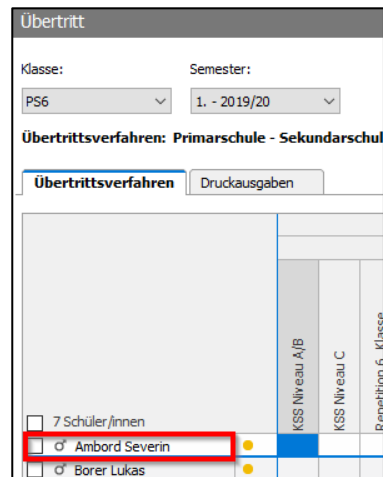 Übertritt
Klasse: Semester:
PS6 1. - 2019/20
Übertrittsverfahren: Primarschule - Sekundarschul
Übertrittsverfahren Druckausgaben
KSS Niveau A/B
KSS Niveau C
Repetition 6. Klasse
7 Schüler/innen
Ambord Severin
Borer Lukas